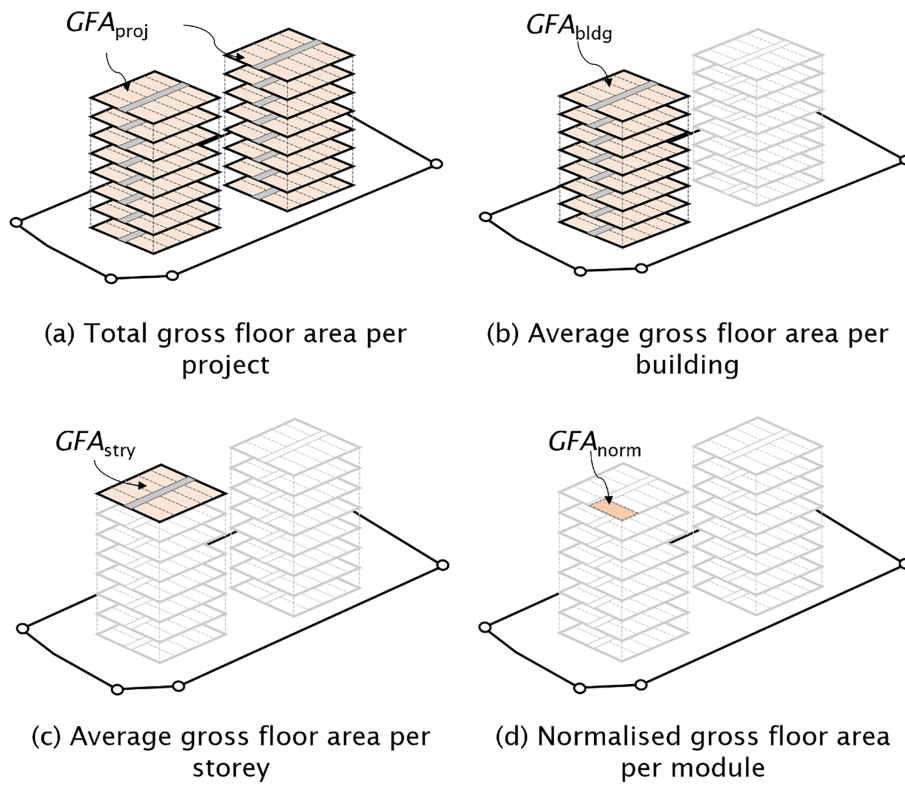 GFAproj
GFAbldg
(a) Total gross floor area per
project
(b) Average gross floor area per
building
GFAstry
GFAnorm
(c) Average gross floor area per
storey
(d) Normalised gross floor area
per module